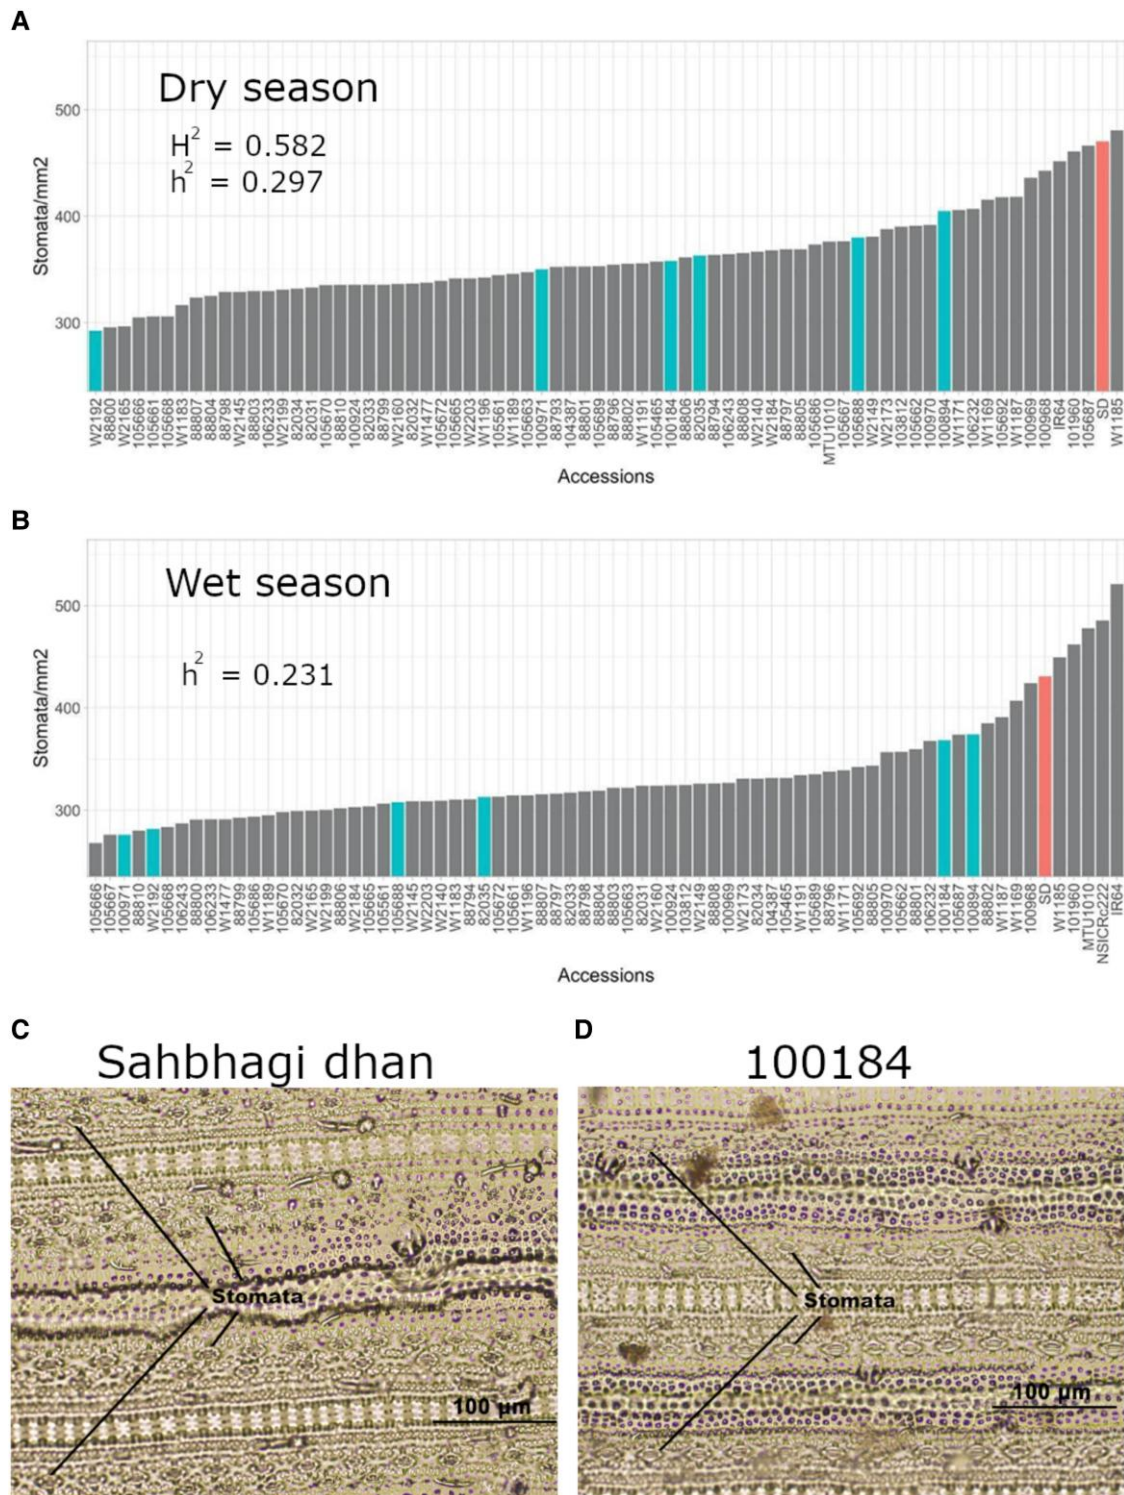 A
Dry season
H2 = 0.582
h2 = 0.297
Stomata/mm2
500
400
300
W2192 88800 W2165 105666 105661 105668 W1183 88807 88804 88798 W2145 88803 106233 W2199 82034 82031 105670 88810 100924 82033 88799 W2160 82032 W1477 105672 105665 W2203 W1196 105561 W1189 105663 100971 88793 104387 88801 105689 88796 88802 W1191 105465 100184 88806 82035 88794 106243 88808 W2140 W2184 88797 88805 105686 MTU1010 105667 105688 W2149 W2173 103812 105662 100970 100894 W1171 106232 W1169 105692 W1187 100969 100968 IR64 101960 105687 SD W1185
Accessions
B
Wet season
h2 = 0.231
Stomata/mm2
500
400
300
105666 105667 100971 88810 W2192 105668 106243 88800 106233 W1477 88799 105686 W1189 105670 82032 W2165 W2199 88806 W2184 105665 105561 105688 W2145 W2203 W2140 W1183 88794 82035 105672 105661 W1196 88807 88797 82033 88798 88804 88803 105663 82031 W2160 100924 103812 W2149 88808 100969 W2173 82034 104387 105465 W1191 105689 88796 W1171 105692 88805 100970 105662 88801 106232 100184 105687 100894 88802 W1187 W1169 100968 SD W1185 101960 MTU1010 NSICRc222 IR64
Accessions
C
Sahbhagi dhan
Stomata
100 µm
D
100184
Stomata
100 µm